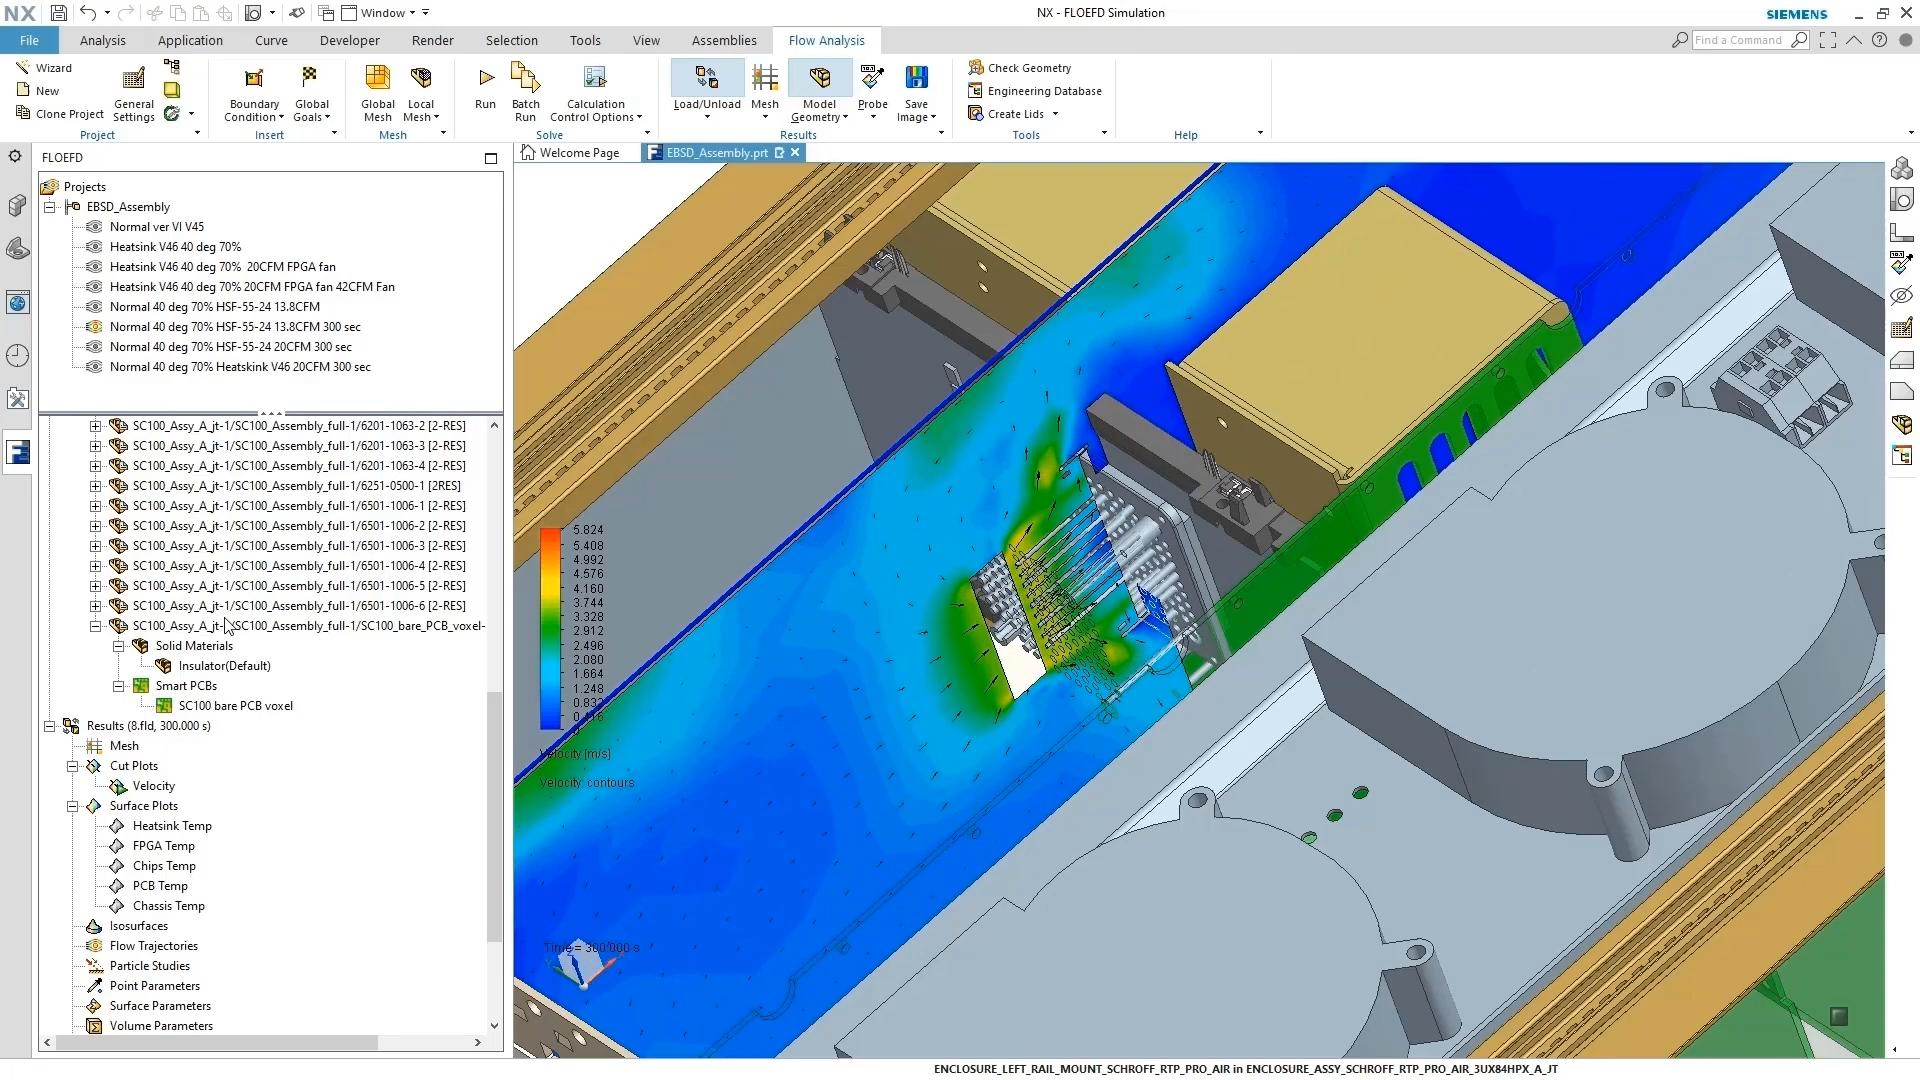 NX
Window
NX - FLOEFD Simulation
SIEMENS
File
Analysis
Application
Curve
Developer
Render
Selection
Tools
View
Assemblies
Flow Analysis
Find a Command
Wizard
New
Clone Project
General Settings
Project
Boundary Condition
Global Goals
Insert
Global Mesh
Local Mesh
Mesh
Run
Batch Run
Calculation Control Options
Solve
Load/Unload
Mesh
Model Geometry
Probe
Save Image
Results
Check Geometry
Engineering Database
Create Lids
Tools
Help
FLOEFD
Welcome Page
EBSD_Assembly.prt
Projects
EBSD_Assembly
Normal ver VI V45
Heatsink V46 40 deg 70%
Heatsink V46 40 deg 70% 20CFM FPGA fan
Heatsink V46 40 deg 70% 20CFM FPGA fan 42CFM Fan
Normal 40 deg 70% HSF-55-24 13.8CFM
Normal 40 deg 70% HSF-55-24 13.8CFM 300 sec
Normal 40 deg 70% HSF-55-24 20CFM 300 sec
Normal 40 deg 70% Heatskink V46 20CFM 300 sec
SC100_Assy_A_jt-1/SC100_Assembly_full-1/6201-1063-2 [2-RES]
SC100_Assy_A_jt-1/SC100_Assembly_full-1/6201-1063-3 [2-RES]
SC100_Assy_A_jt-1/SC100_Assembly_full-1/6201-1063-4 [2-RES]
SC100_Assy_A_jt-1/SC100_Assembly_full-1/6251-0500-1 [2RES]
SC100_Assy_A_jt-1/SC100_Assembly_full-1/6501-1006-1 [2-RES]
SC100_Assy_A_jt-1/SC100_Assembly_full-1/6501-1006-2 [2-RES]
SC100_Assy_A_jt-1/SC100_Assembly_full-1/6501-1006-3 [2-RES]
SC100_Assy_A_jt-1/SC100_Assembly_full-1/6501-1006-4 [2-RES]
SC100_Assy_A_jt-1/SC100_Assembly_full-1/6501-1006-5 [2-RES]
SC100_Assy_A_jt-1/SC100_Assembly_full-1/6501-1006-6 [2-RES]
SC100_Assy_A_jt-1/SC100_Assembly_full-1/SC100_bare_PCB_voxel-
Solid Materials
Insulator(Default)
Smart PCBs
SC100 bare PCB voxel
Results (8.fld, 300.000 s)
Mesh
Cut Plots
Velocity
Surface Plots
Heatsink Temp
FPGA Temp
Chips Temp
PCB Temp
Chassis Temp
Isosurfaces
Flow Trajectories
Particle Studies
Point Parameters
Surface Parameters
Volume Parameters
5.824
5.408
4.992
4.576
4.160
3.744
3.328
2.912
2.496
2.080
1.664
1.248
0.832
0.416
Velocity [m/s]
Velocity: contours
Time = 300.000 s
ENCLOSURE_LEFT_RAIL_MOUNT_SCHROFF_RTP_PRO_AIR in ENCLOSURE_ASSY_SCHROFF_RTP_PRO_AIR_3UX84HPX_A_JT